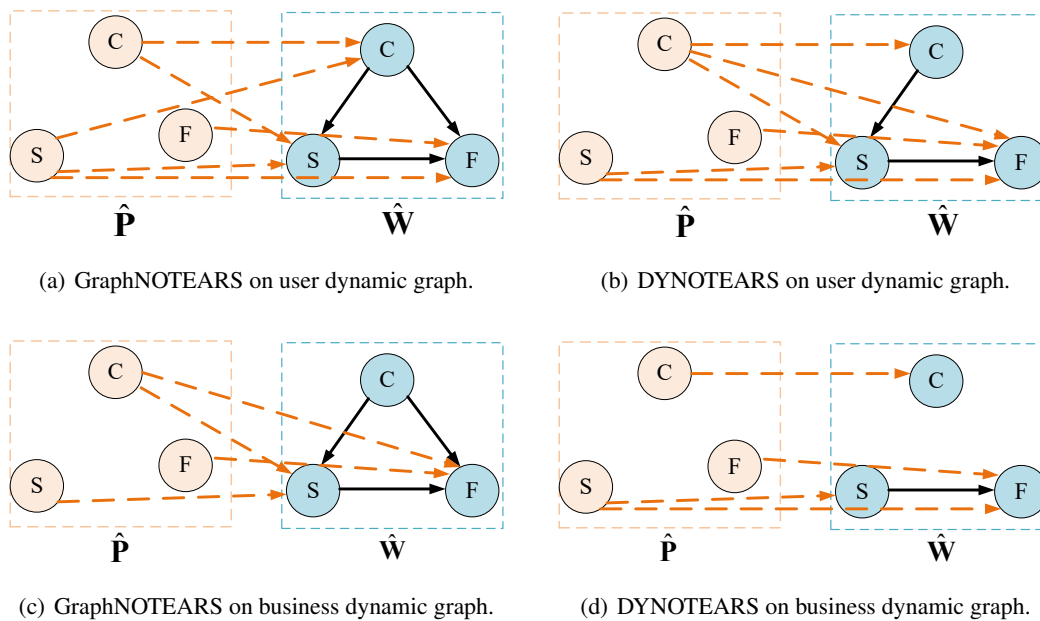 C C C C
S F S F S F S F
P̂ Ŵ P̂ Ŵ
(a) GraphNOTEARS on user dynamic graph. (b) DYNOTEARS on user dynamic graph.
C C C C
S F S F S F S F
P̂ Ŵ P̂ Ŵ
(c) GraphNOTEARS on business dynamic graph. (d) DYNOTEARS on business dynamic graph.